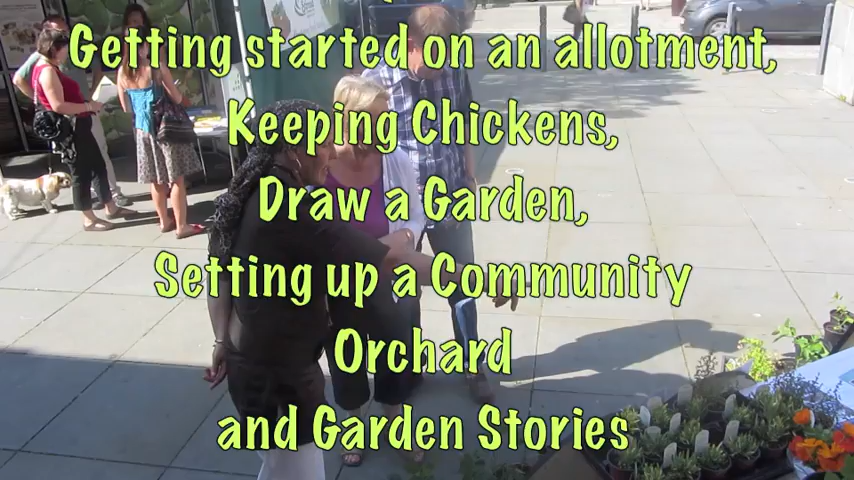 Getting started on an allotment,
Keeping Chickens,
Draw a Garden,
Setting up a Community
Orchard
and Garden Stories